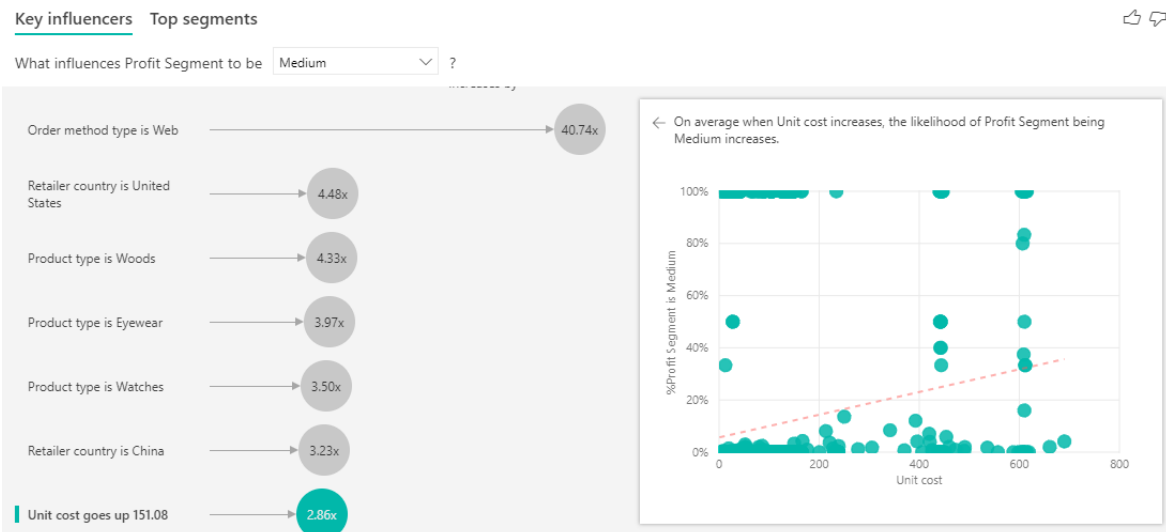 Key influencers Top segments
What influences Profit Segment to be Medium ?
increases by
Order method type is Web
40.74x
Retailer country is United
States
4.48x
Product type is Woods
4.33x
Product type is Eyewear
3.97x
Product type is Watches
3.50x
Retailer country is China
3.23x
Unit cost goes up 151.08
2.86x
On average when Unit cost increases, the likelihood of Profit Segment being
Medium increases.
%Profit Segment is Medium
100%
80%
60%
40%
20%
0%
0 200 400 600 800
Unit cost